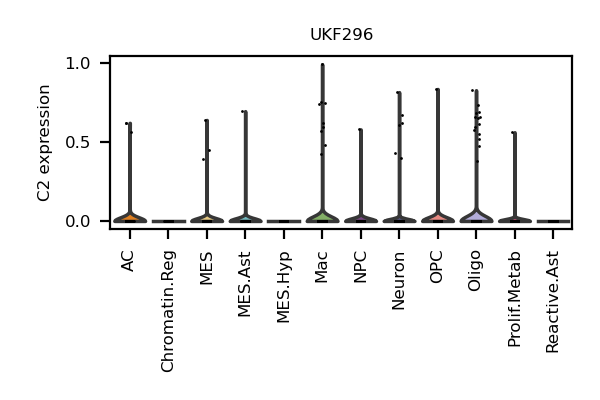 UKF296
C2 expression
1.0
0.5
0.0
AC
Chromatin.Reg
MES
MES.Ast
MES.Hyp
Mac
NPC
Neuron
OPC
Oligo
Prolif.Metab
Reactive.Ast